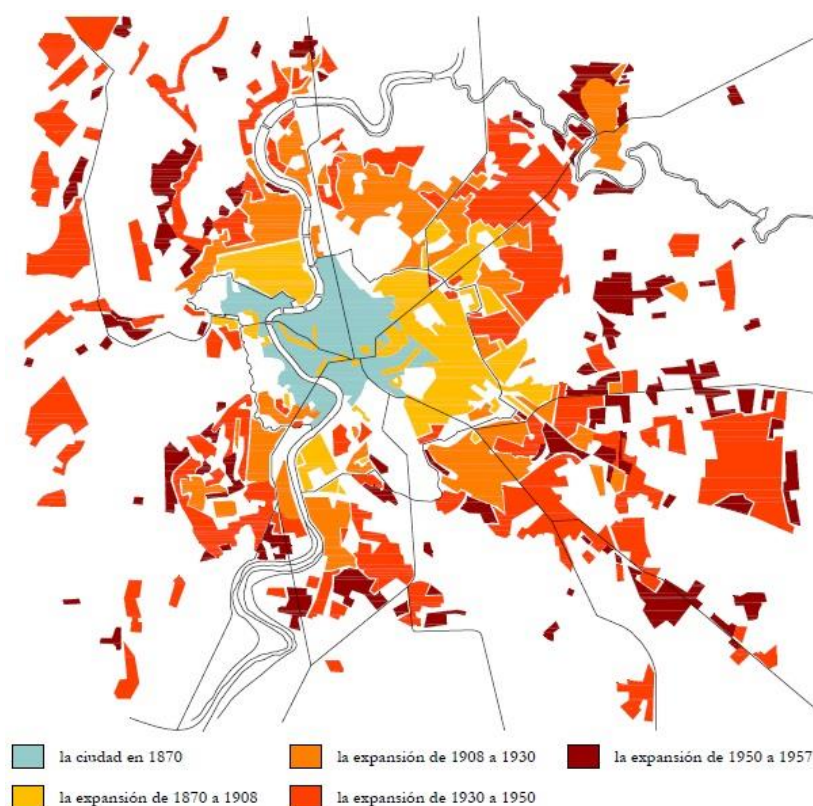 la ciudad en 1870
la expansión de 1908 a 1930
la expansión de 1950 a 1957
la expansión de 1870 a 1908
la expansión de 1930 a 1950